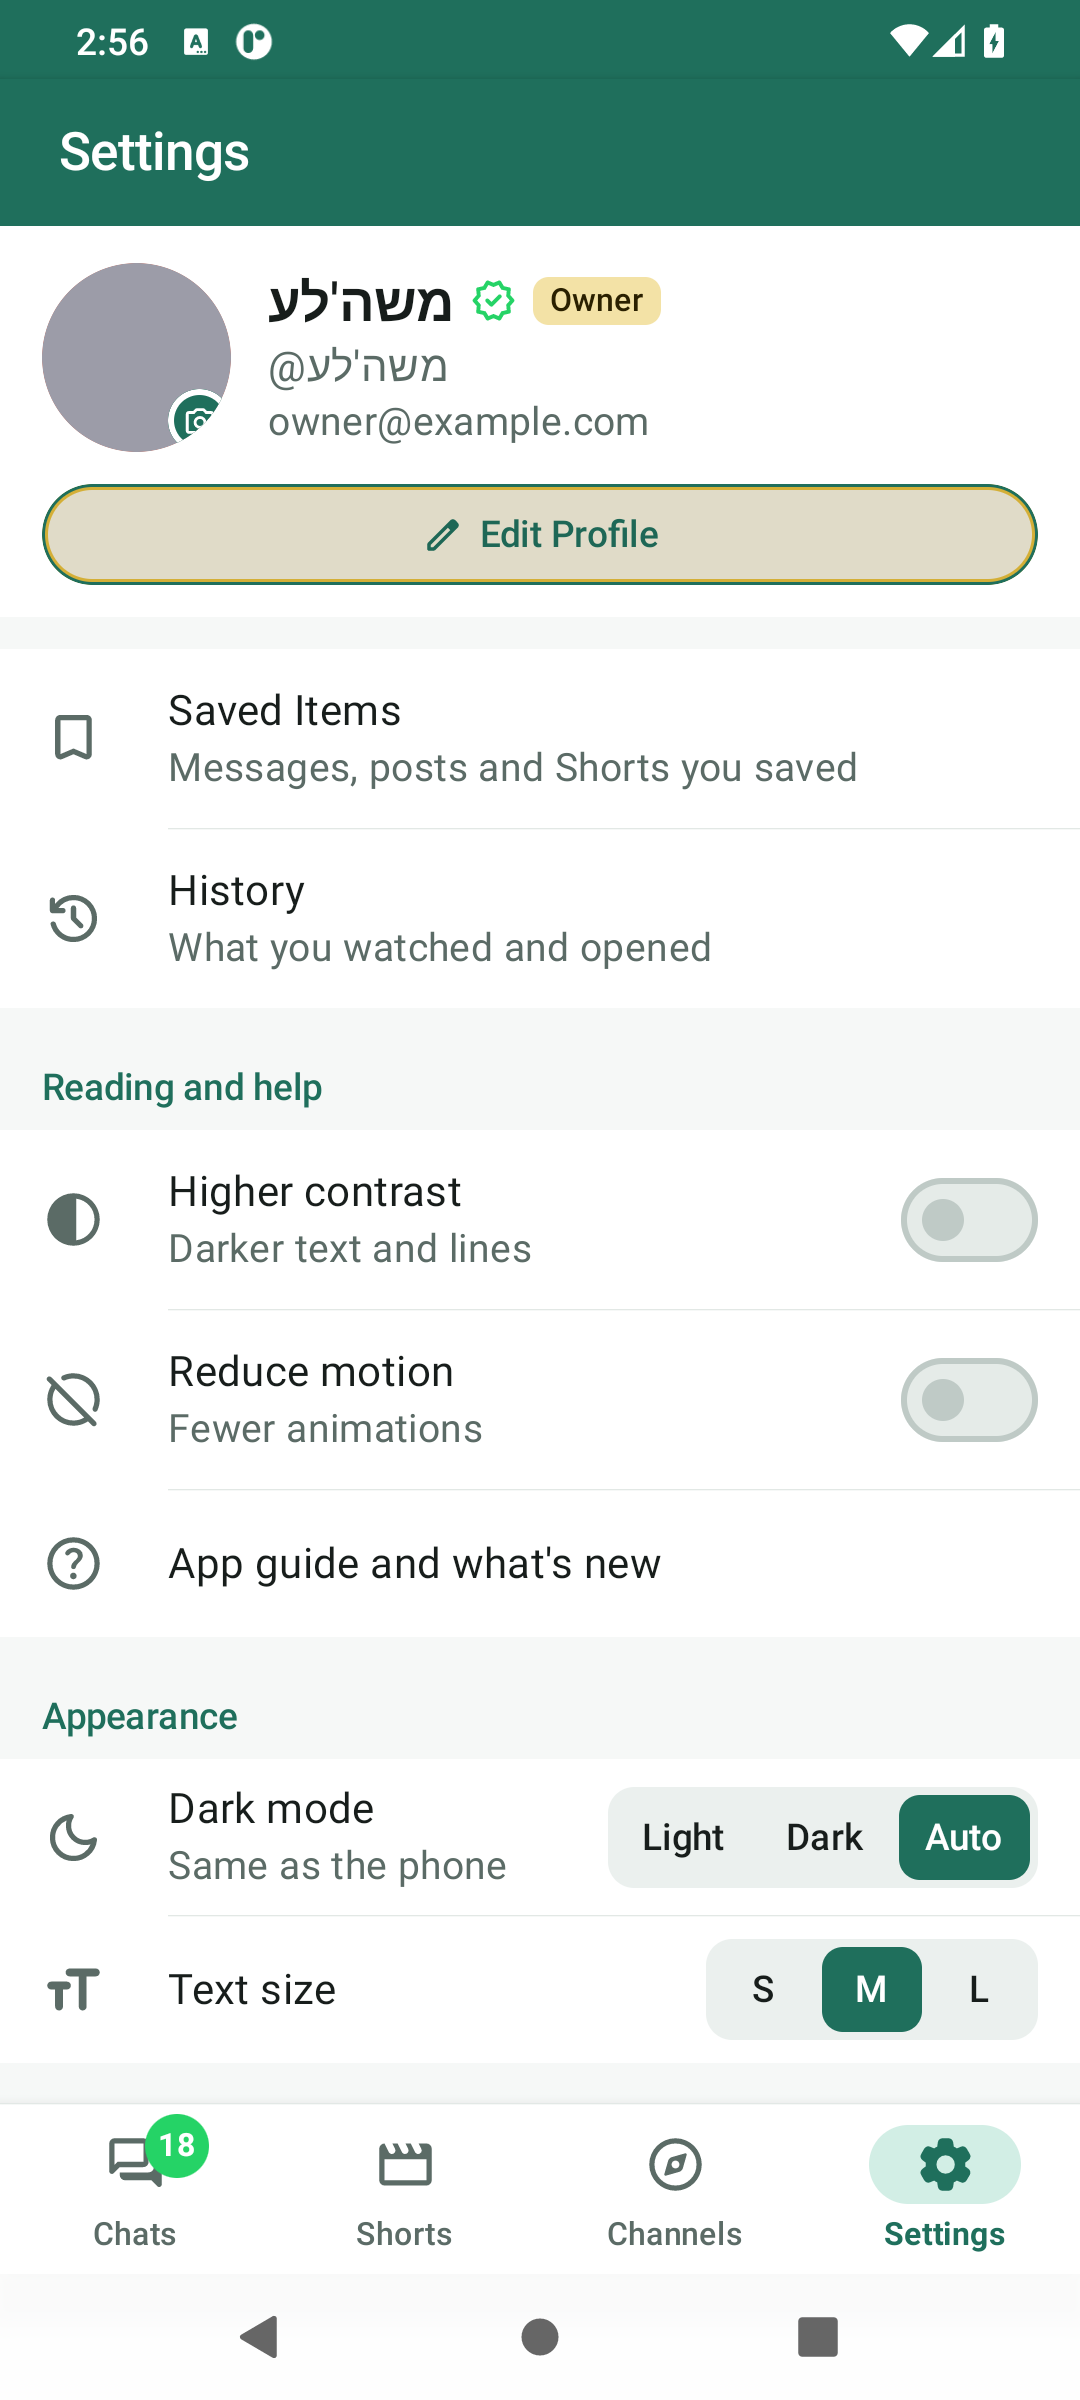 2:56
Settings
משה'לע
Owner
@משה'לע
owner@example.com
Edit Profile
Saved Items
Messages, posts and Shorts you saved
History
What you watched and opened
Reading and help
Higher contrast
Darker text and lines
Reduce motion
Fewer animations
App guide and what's new
Appearance
Dark mode
Same as the phone
Light Dark Auto
Text size
S M L
18
Chats Shorts Channels Settings